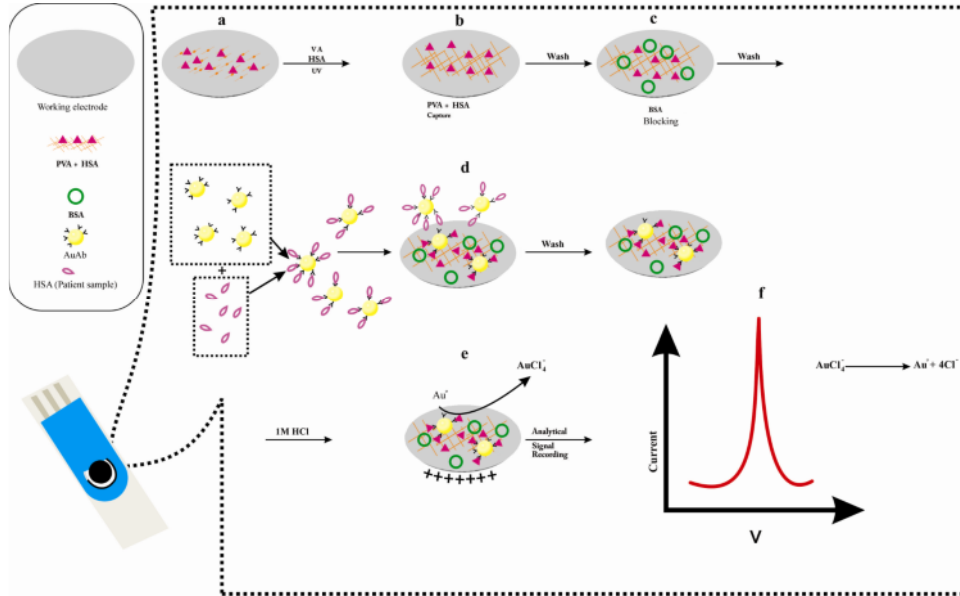 Working electrode
PVA + HSA
BSA
AuAb
HSA (Patient sample)
a
VA
HSA
UV
b
PVA + HSA
Capture
Wash
c
BSA
Blocking
Wash
+
d
Wash
1M HCl
e
Au°
AuCl₄⁻
+++++++
Analytical
Signal
Recording
f
Current
V
AuCl₄⁻ Au° + 4Cl⁻